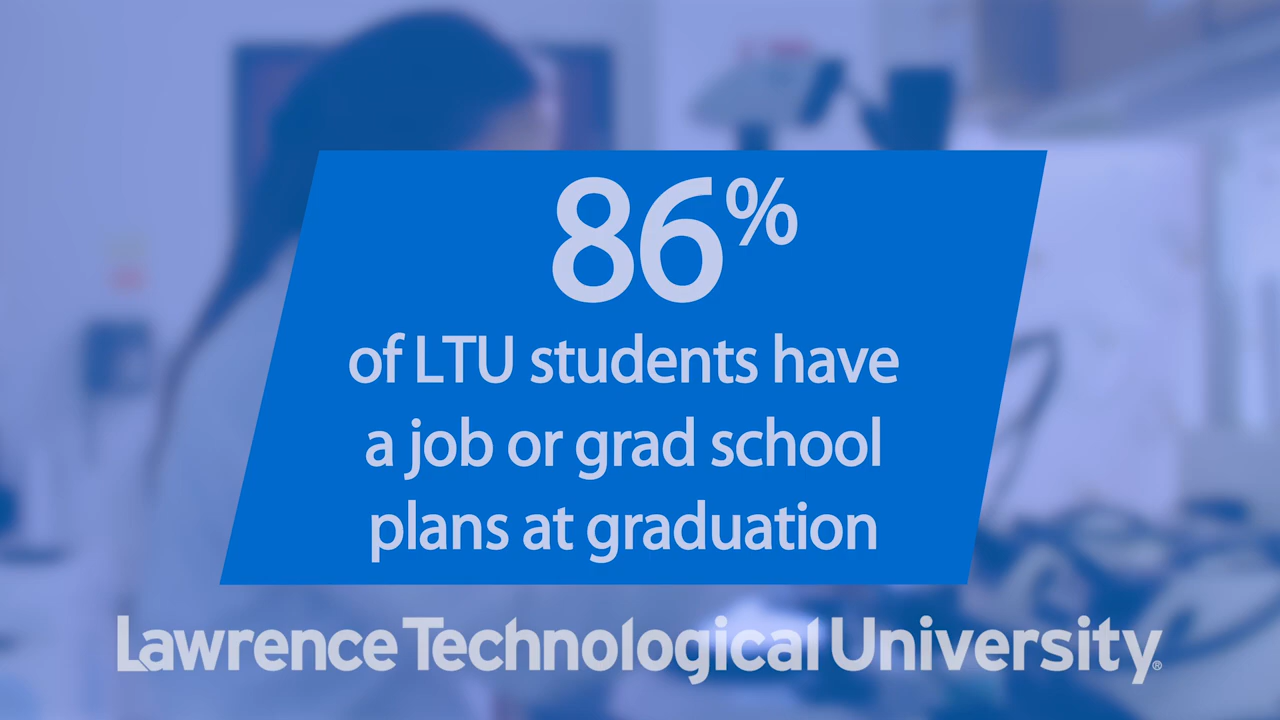 86%
of LTU students have
a job or grad school
plans at graduation
Lawrence Technological University®